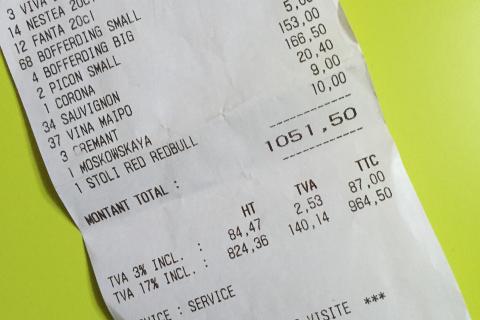 3 VIVA
14 NESTEA 20cl
12 FANTA 20cl
68 BOFFERDING SMALL
4 BOFFERDING BIG
2 PICON SMALL
1 CORONA 5,00
34 SAUVIGNON 153,00
37 VINA MAIPO 166,50
3 CREMANT 20,40
1 MOSKOWSKAYA 9,00
1 STOLI RED REDBULL 10,00
MONTANT TOTAL : 1051,50
HT TVA TTC
TVA 3% INCL. : 84,47 2,53 87,00
TVA 17% INCL. : 824,36 140,14 964,50
VICE : SERVICE
VISITE ***